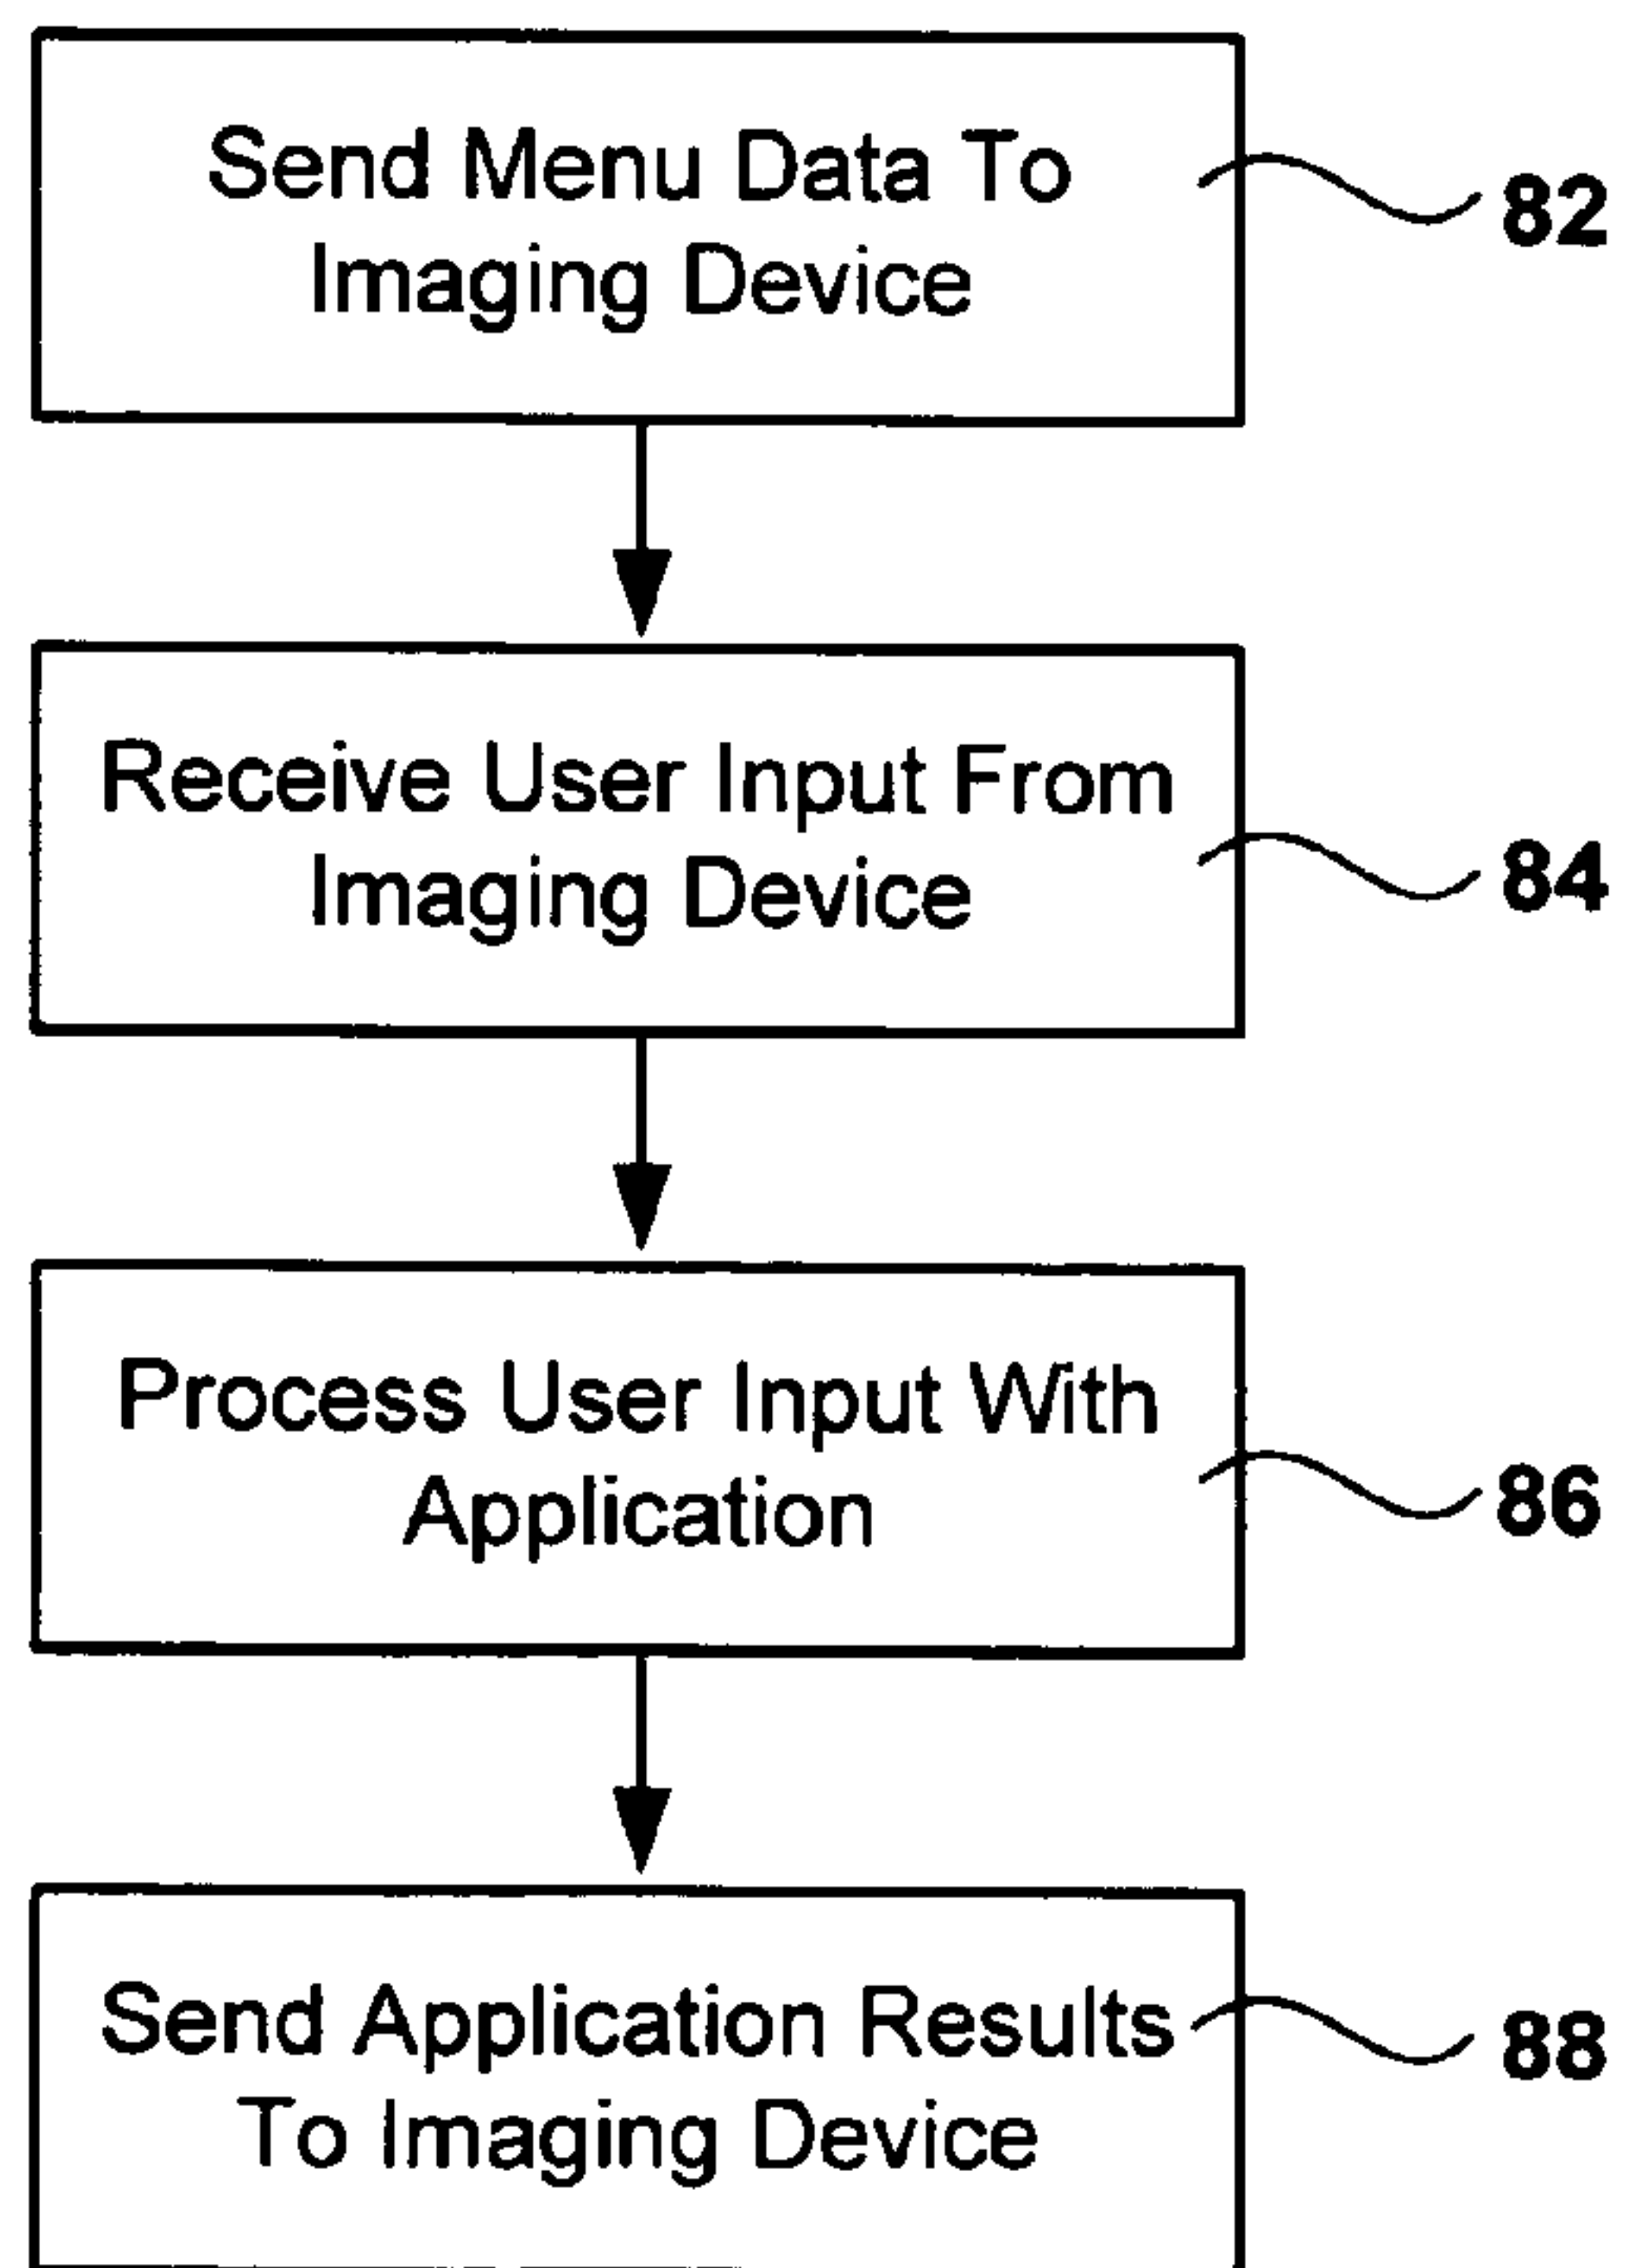 Send Menu Data To
Imaging Device
82
Receive User Input From
Imaging Device
84
Process User Input With
Application
86
Send Application Results
To Imaging Device
88